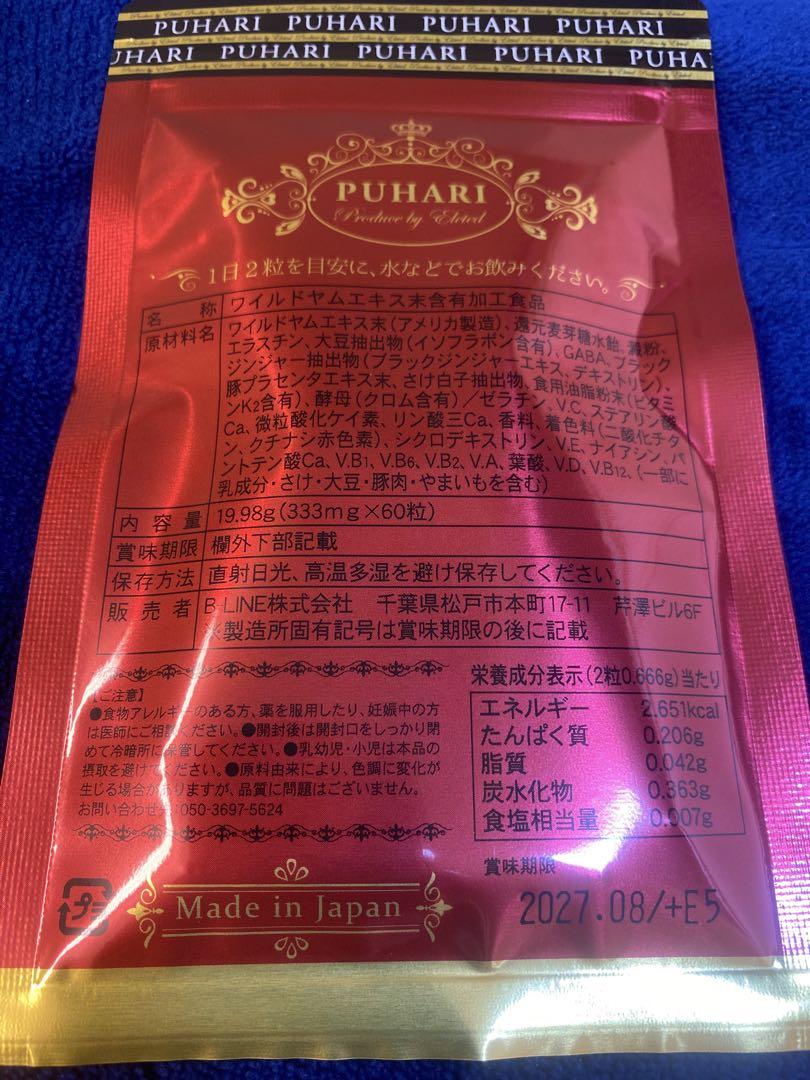 PUHARI PUHARI PUHARI PUHARI
PUHARI PUHARI PUHARI PUHARI PUHA
PUHARI
Produce by Eleted
1日2粒を目安に、水などでお飲みください。
名 称 ワイルドヤムエキス末含有加工食品
原材料名 ワイルドヤムエキス末(アメリカ製造)、還元麦芽糖水飴、澱粉、
エラスチン、大豆抽出物(イソフラボン含有)、GABA、ブラック
ジンジャー抽出物(ブラックジンジャーエキス、デキストリン)、
豚プラセンタエキス末、さけ白子抽出物、食用油脂粉末(ビタミ
ンK2含有)、酵母(クロム含有)／ゼラチン、V.C、ステアリン酸
Ca、微粒酸化ケイ素、リン酸三Ca、香料、着色料(二酸化チタ
ン、クチナシ赤色素)、シクロデキストリン、V.E、ナイアシン、パ
ントテン酸Ca、V.B1、V.B6、V.B2、V.A、葉酸、V.D、V.B12、(一部に
乳成分・さけ・大豆・豚肉・やまいもを含む)
内 容 量 19.98g(333mg×60粒)
賞味期限 欄外下部記載
保存方法 直射日光、高温多湿を避け保存してください。
販 売 者 B-LINE株式会社 千葉県松戸市本町17-11 芹澤ビル6F
※製造所固有記号は賞味期限の後に記載
【ご注意】
●食物アレルギーのある方、薬を服用したり、妊娠中の方
は医師にご相談ください。●開封後は開封口をしっかり閉
めて冷暗所に保管してください。●乳幼児・小児は本品の
摂取を避けてください。●原料由来により、色調に変化が
生じる場合がありますが、品質に問題はございません。
お問い合わせ先:050-3697-5624
栄養成分表示(2粒0.666g)当たり
エネルギー 2.651kcal
たんぱく質 0.206g
脂質 0.042g
炭水化物 0.363g
食塩相当量 0.007g
賞味期限
2027.08/+E5
プラ
Made in Japan